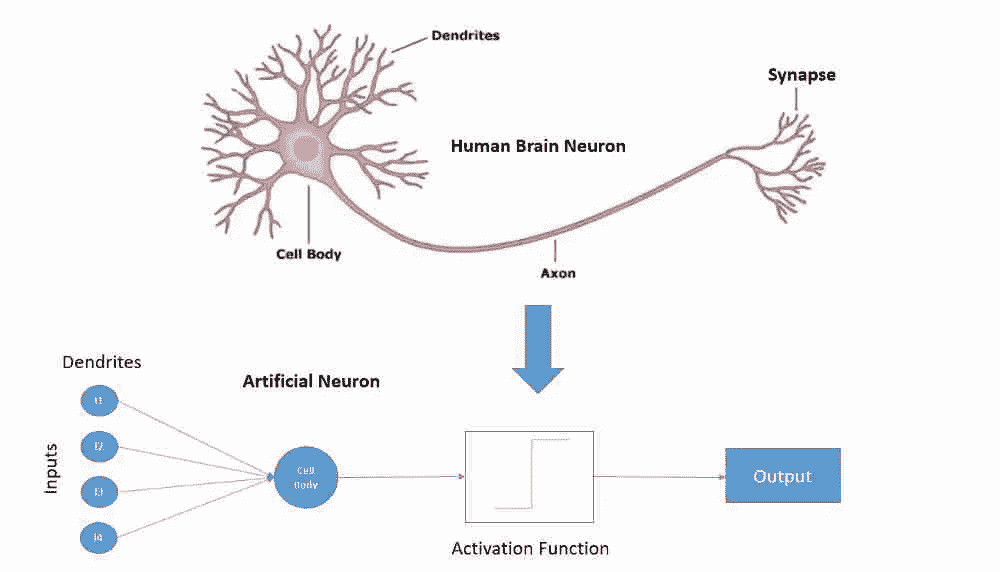 Dendrites
Synapse
Human Brain Neuron
Cell Body
Axon
Dendrites
Artificial Neuron
I1
I2
I3
I4
Inputs
Cell
Body
Output
Activation Function